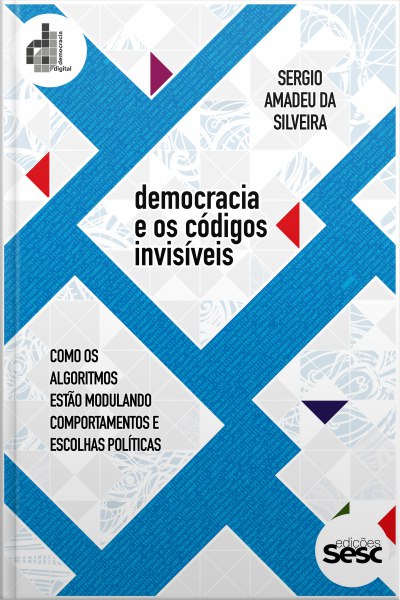 democracia
digital
SERGIO
AMADEU DA
SILVEIRA
democracia
e os códigos
invisíveis
COMO OS
ALGORITMOS
ESTÃO MODULANDO
COMPORTAMENTOS E
ESCOLHAS POLÍTICAS
edições
sesc